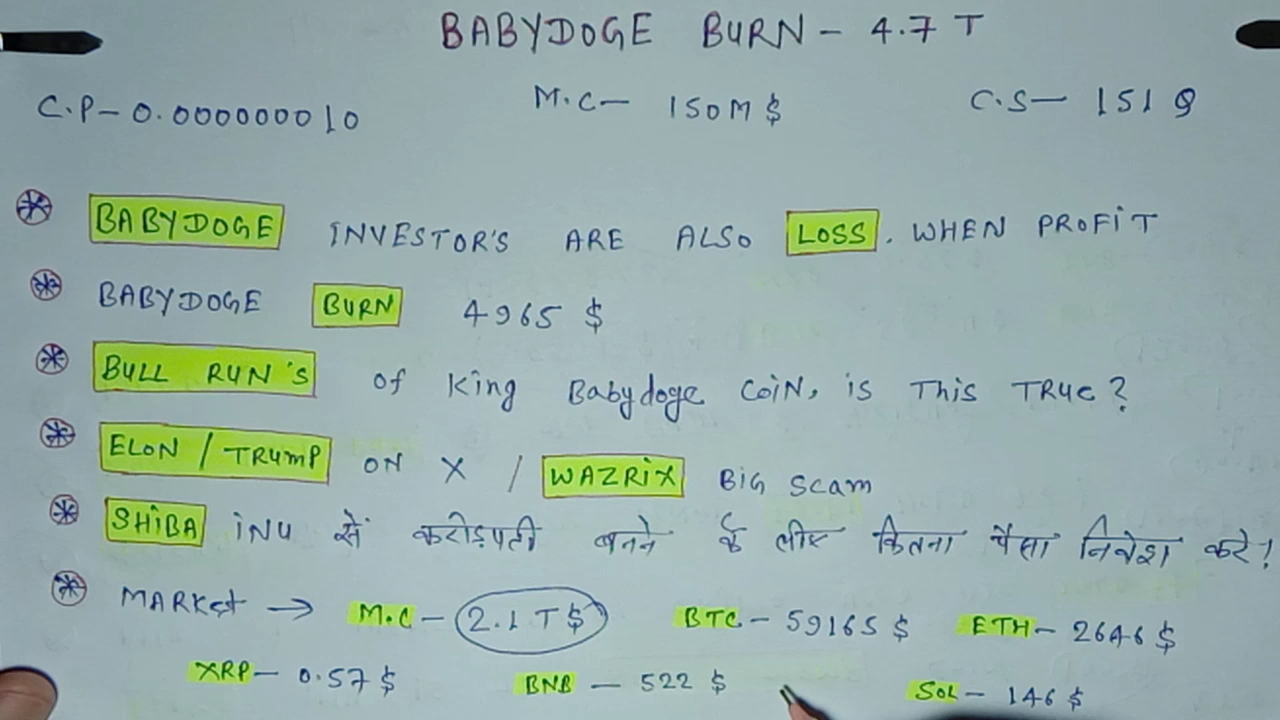 BABYDOGE BURN - 4.7 T
C.P - 0.000000010 M.C - 150M $ C.S - 151 Q
BABYDOGE INVESTOR'S ARE ALSO LOSS. WHEN PROFIT
BABYDOGE BURN 4965 $
BULL RUN'S of King Babydoge COIN, is This TRUE?
ELON / TRUMP ON X / WAZRIX BIG SCAM
SHIBA INU से करोड़पती बनने के लीए कितना पैसा निवेश करे!
MARKET → M.C - 2.1 T $ BTC - 59165 $ ETH - 2646 $
XRP - 0.57 $ BNB - 522 $ SOL - 146 $